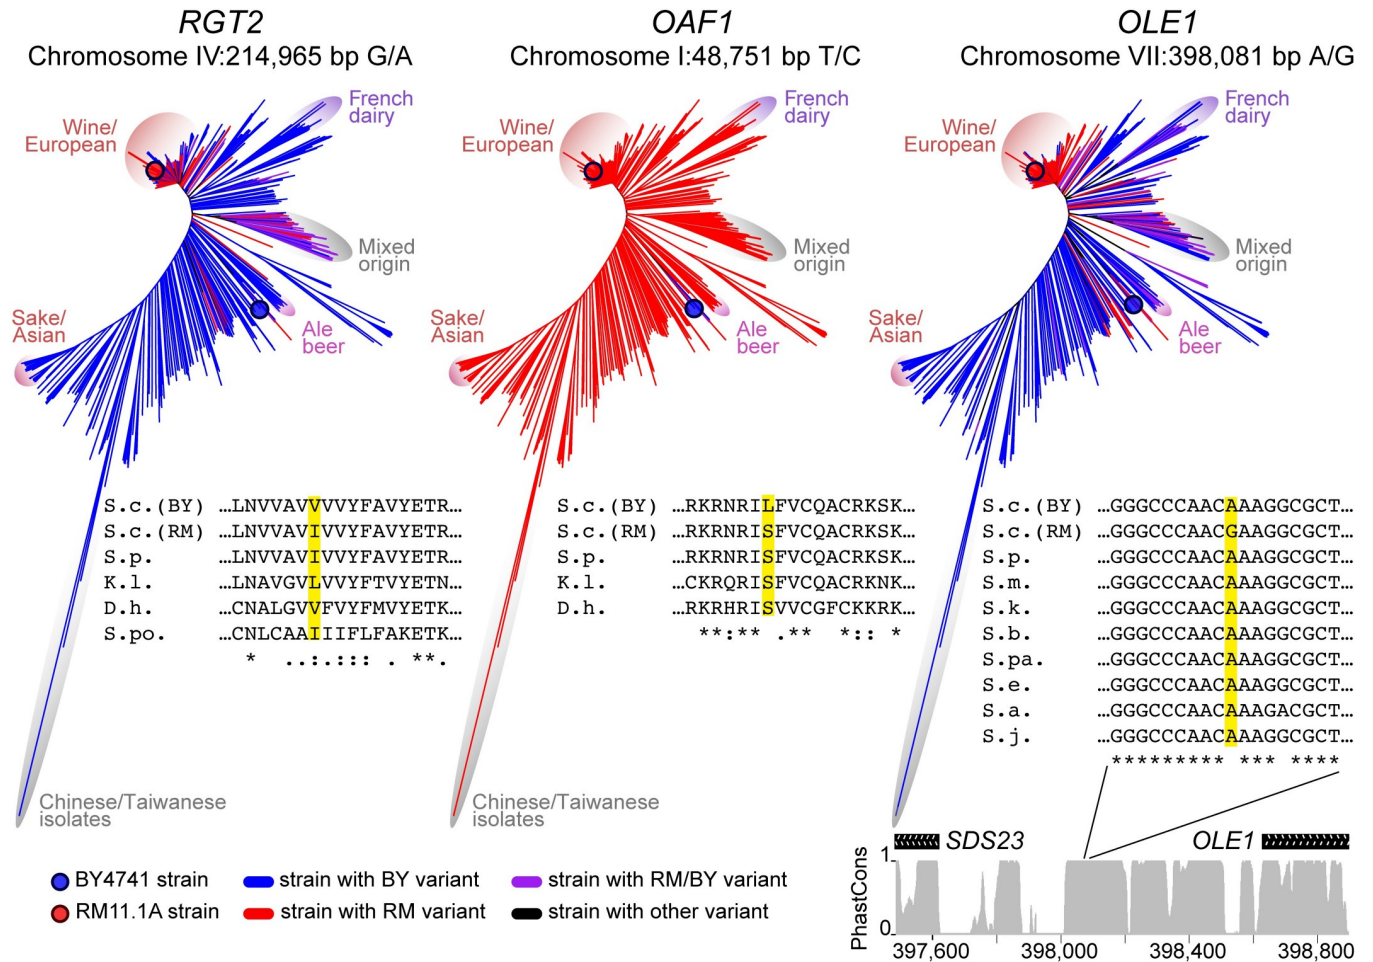 RGT2
Chromosome IV:214,965 bp G/A
French
dairy
Wine/
European
Mixed
origin
Sake/
Asian
Ale
beer
S.c.(BY) ...LNVVAVVVVYFAVYETR...
S.c.(RM) ...LNVVAVIVVYFAVYETR...
S.p. ...LNVVAVIVVYFAVYETR...
K.l. ...LNAVGVLVVYFTVYETN...
D.h. ...CNALGVVFVYFMVYETK...
S.po. ...CNLCAAIIIFLFAKETK...
* ..:.::: . **.
Chinese/Taiwanese
isolates
OAF1
Chromosome I:48,751 bp T/C
French
dairy
Wine/
European
Mixed
origin
Sake/
Asian
Ale
beer
S.c.(BY) ...RKRNRILFVCQACRKSK...
S.c.(RM) ...RKRNRISFVCQACRKSK...
S.p. ...RKRNRISFVCQACRKSK...
K.l. ...CKRQRISFVCQACRKNK...
D.h. ...RKRHRISVVCGFCKKRK...
**:** .** *:: *
Chinese/Taiwanese
isolates
OLE1
Chromosome VII:398,081 bp A/G
French
dairy
Wine/
European
Mixed
origin
Sake/
Asian
Ale
beer
S.c.(BY) ...GGGCCCAACAAAGGCGCT...
S.c.(RM) ...GGGCCCAACGAAGGCGCT...
S.p. ...GGGCCCAACAAAGGCGCT...
S.m. ...GGGCCCAACAAAGGCGCT...
S.k. ...GGGCCCAACAAAGGCGCT...
S.b. ...GGGCCCAACAAAGGCGCT...
S.pa. ...GGGCCCAACAAAGGCGCT...
S.e. ...GGGCCCAACAAAGGCGCT...
S.a. ...GGGCCCAACAAAGACGCT...
S.j. ...GGGCCCAACAAAGGCGCT...
********* *** ****
SDS23 OLE1
PhastCons
1
0
397,600 398,000 398,400 398,800
BY4741 strain
RM11.1A strain
strain with BY variant
strain with RM variant
strain with RM/BY variant
strain with other variant